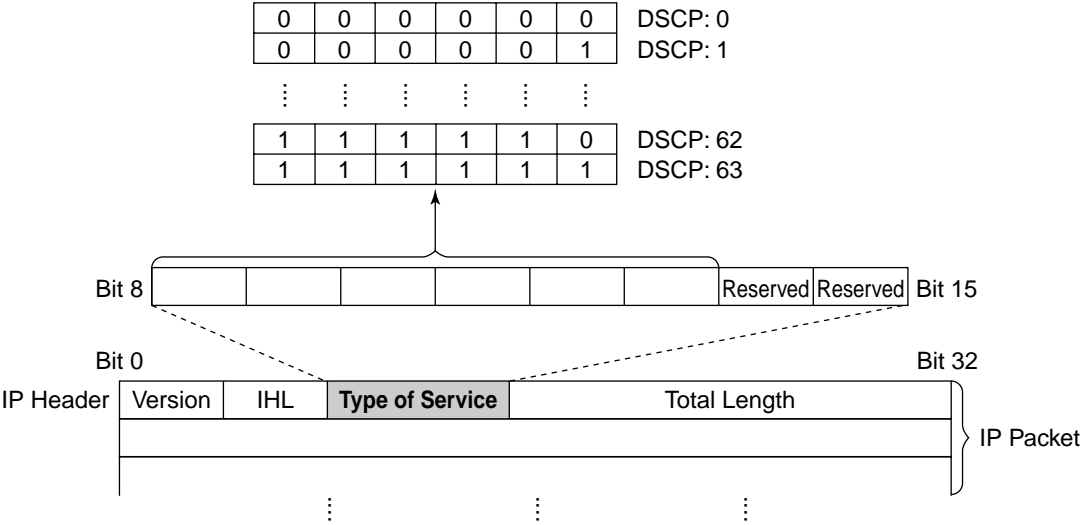 0 0 0 0 0 0 DSCP: 0
0 0 0 0 0 1 DSCP: 1
1 1 1 1 1 0 DSCP: 62
1 1 1 1 1 1 DSCP: 63
Bit 8 Reserved Reserved Bit 15
Bit 0 Bit 32
IP Header Version IHL Type of Service Total Length
IP Packet